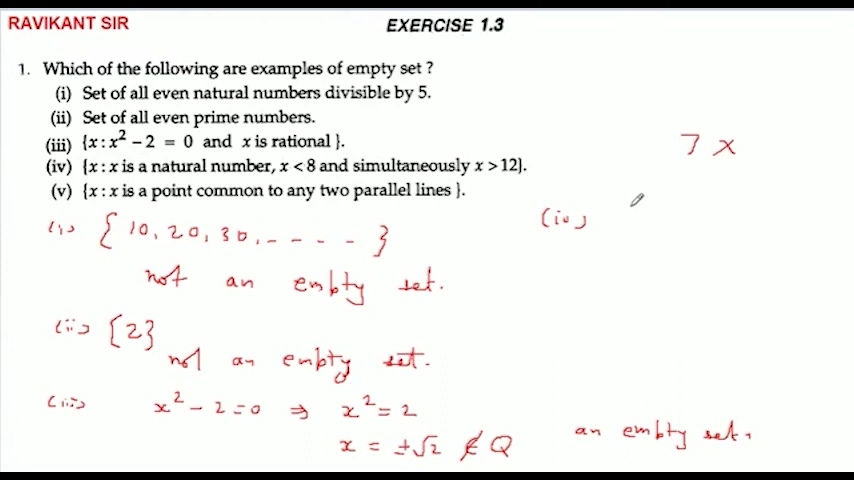 RAVIKANT SIR
EXERCISE 1.3
1. Which of the following are examples of empty set ?
(i) Set of all even natural numbers divisible by 5.
(ii) Set of all even prime numbers.
(iii) {x : x² − 2 = 0 and x is rational }.
(iv) {x : x is a natural number, x < 8 and simultaneously x > 12}.
(v) {x : x is a point common to any two parallel lines }.
7 x
(i) { 10, 20, 30, - - - - }
not an empty set.
(ii) {2}
not an empty set.
(iii) x² - 2 = 0 ⇒ x² = 2
x = ±√2 ∉ Q an empty set.
(iv)